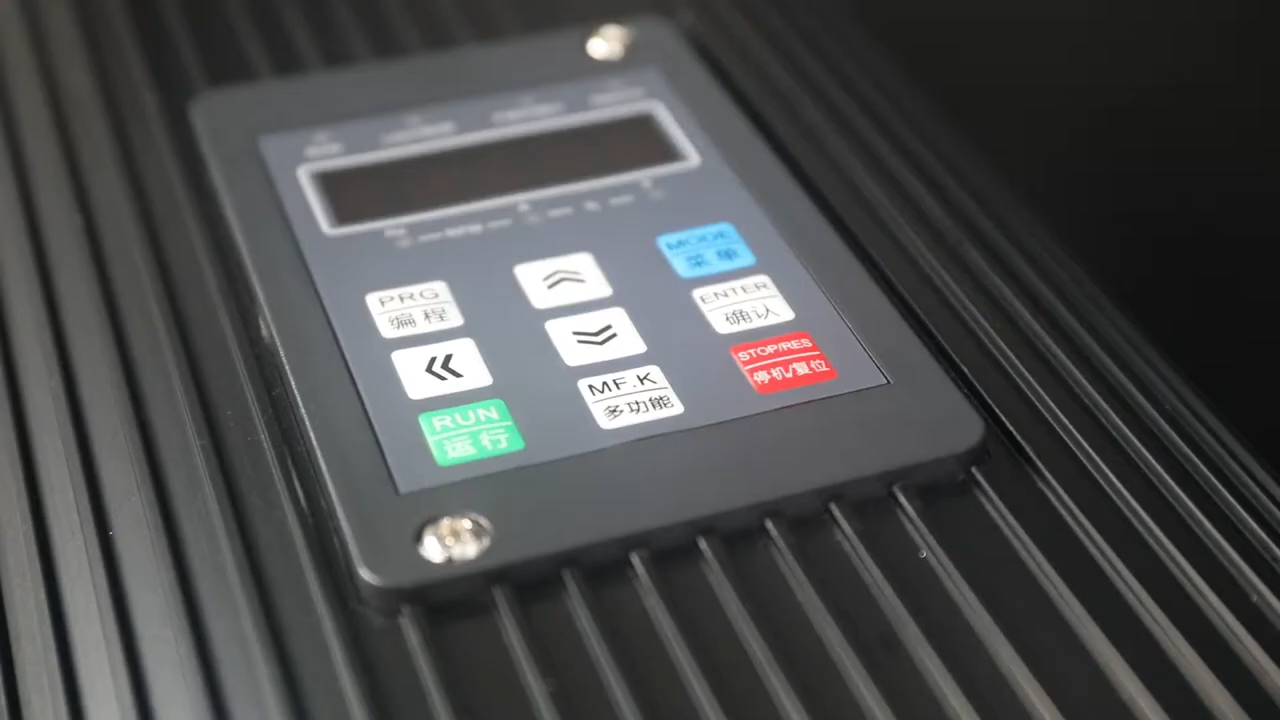 MODE
菜单
PRG
编程
ENTER
确认
STOP/RES
停机/复位
MF.K
多功能
RUN
运行